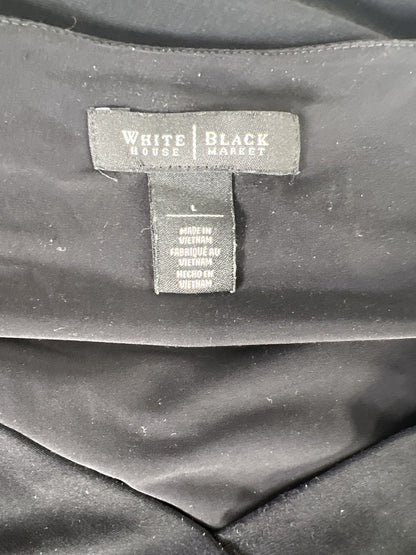 WHITE | BLACK
HOUSE | MARKET
L
MADE IN
VIETNAM
FABRIQUÉ AU
VIETNAM
HECHO EN
VIETNAM